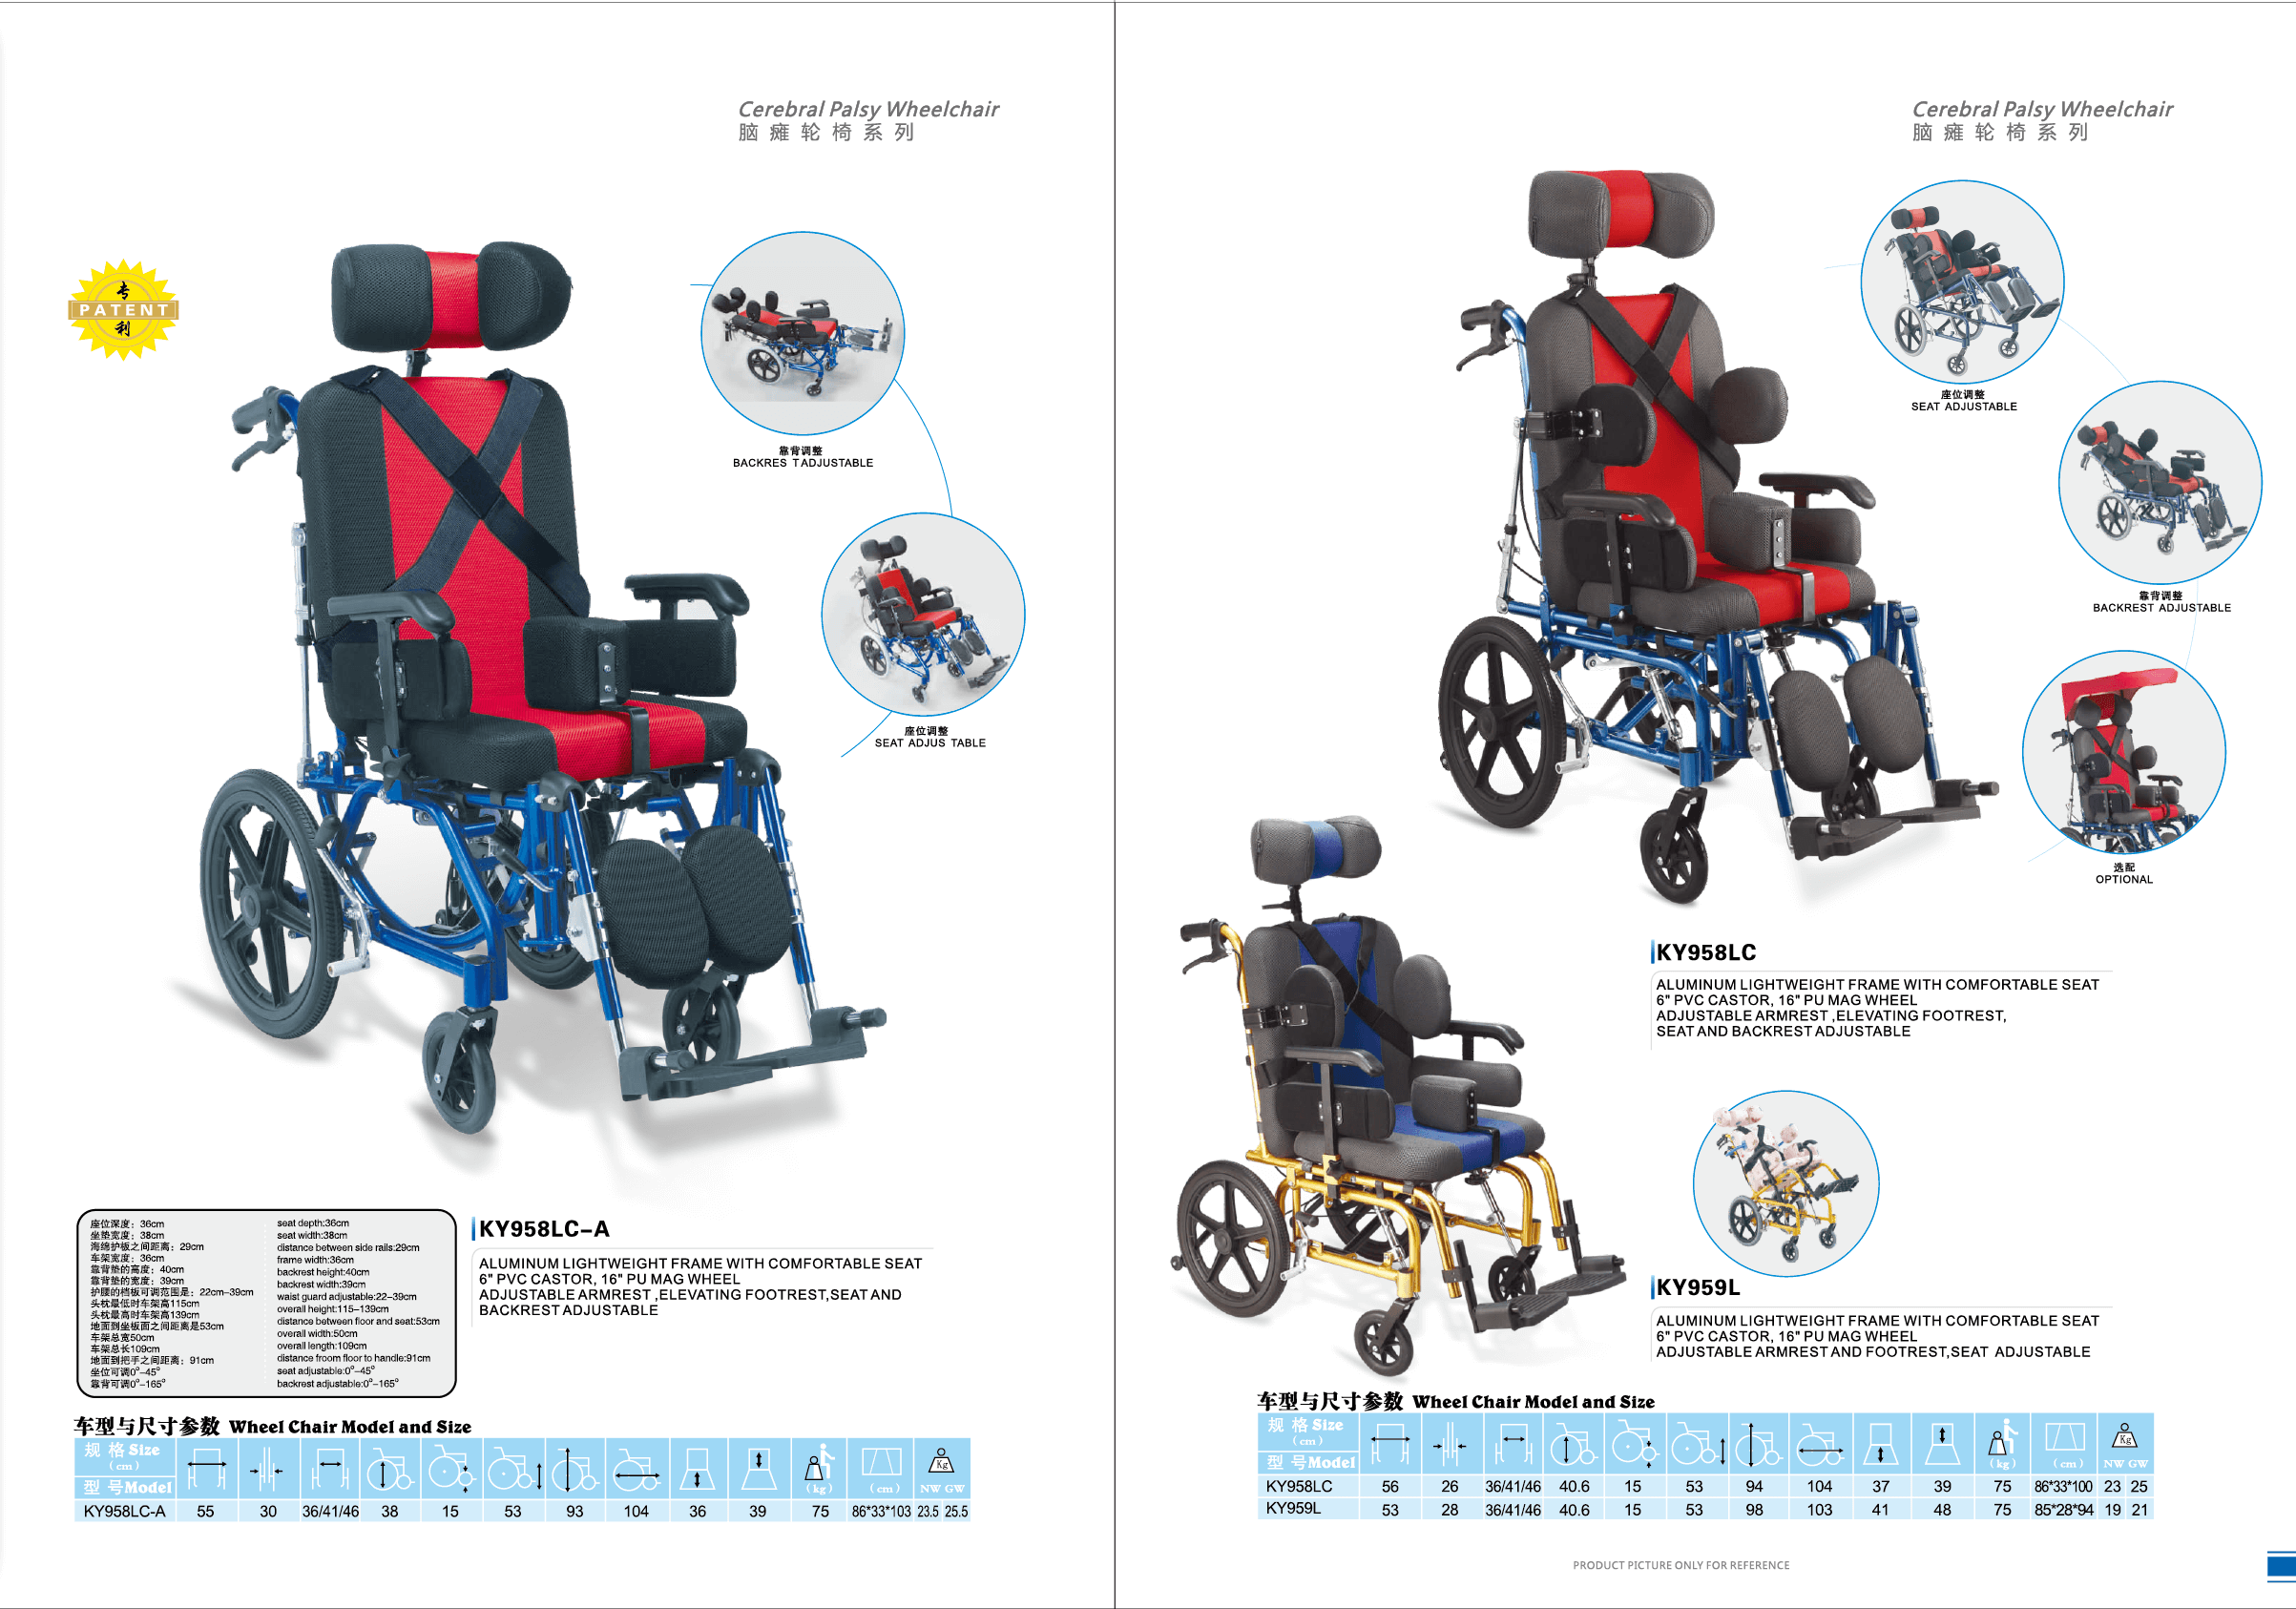 Cerebral Palsy Wheelchair
脑瘫轮椅系列
专
PATENT
利
靠背调整
BACKRES TADJUSTABLE
座位调整
SEAT ADJUS TABLE
座位深度：36cm
坐垫宽度：38cm
海绵护板之间距离：29cm
车架宽度：36cm
靠背垫的高度：40cm
靠背垫的宽度：39cm
护腰的档板可调范围是：22cm–39cm
头枕最低时车架高115cm
头枕最高时车架高139cm
地面到坐板面之间距离是53cm
车架总宽50cm
车架总长109cm
地面到把手之间距离：91cm
坐位可调0°–45°
靠背可调0°–165°
seat depth:36cm
seat width:38cm
distance between side rails:29cm
frame width:36cm
backrest height:40cm
backrest width:39cm
waist guard adjustable:22–39cm
overall height:115–139cm
distance between floor and seat:53cm
overall width:50cm
overall length:109cm
distance froom floor to handle:91cm
seat adjustable:0°–45°
backrest adjustable:0°–165°
KY958LC–A
ALUMINUM LIGHTWEIGHT FRAME WITH COMFORTABLE SEAT
6" PVC CASTOR, 16" PU MAG WHEEL
ADJUSTABLE ARMREST ,ELEVATING FOOTREST,SEAT AND
BACKREST ADJUSTABLE
车型与尺寸参数 Wheel Chair Model and Size
规 格 Size
（cm）
型 号 Model
（kg）
（cm）
Kg
NW GW
KY958LC-A 55 30 36/41/46 38 15 53 93 104 36 39 75 86*33*103 23.5 25.5
Cerebral Palsy Wheelchair
脑瘫轮椅系列
座位调整
SEAT ADJUSTABLE
靠背调整
BACKREST ADJUSTABLE
选配
OPTIONAL
KY958LC
ALUMINUM LIGHTWEIGHT FRAME WITH COMFORTABLE SEAT
6" PVC CASTOR, 16" PU MAG WHEEL
ADJUSTABLE ARMREST ,ELEVATING FOOTREST,
SEAT AND BACKREST ADJUSTABLE
KY959L
ALUMINUM LIGHTWEIGHT FRAME WITH COMFORTABLE SEAT
6" PVC CASTOR, 16" PU MAG WHEEL
ADJUSTABLE ARMREST AND FOOTREST,SEAT ADJUSTABLE
车型与尺寸参数 Wheel Chair Model and Size
规 格 Size
（cm）
型 号 Model
（kg）
（cm）
Kg
NW GW
KY958LC 56 26 36/41/46 40.6 15 53 94 104 37 39 75 86*33*100 23 25
KY959L 53 28 36/41/46 40.6 15 53 98 103 41 48 75 85*28*94 19 21
PRODUCT PICTURE ONLY FOR REFERENCE